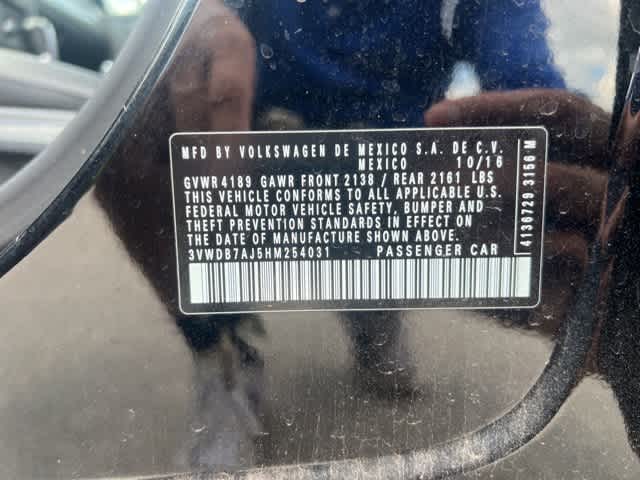 MFD BY VOLKSWAGEN DE MEXICO S.A. DE C.V.
MEXICO 10/16
GVWR 4189 GAWR FRONT 2138 / REAR 2161 LBS
THIS VEHICLE CONFORMS TO ALL APPLICABLE U.S.
FEDERAL MOTOR VEHICLE SAFETY, BUMPER AND
THEFT PREVENTION STANDARDS IN EFFECT ON
THE DATE OF MANUFACTURE SHOWN ABOVE.
3VWDB7AJ5HM254031 PASSENGER CAR
4136729 3156 M